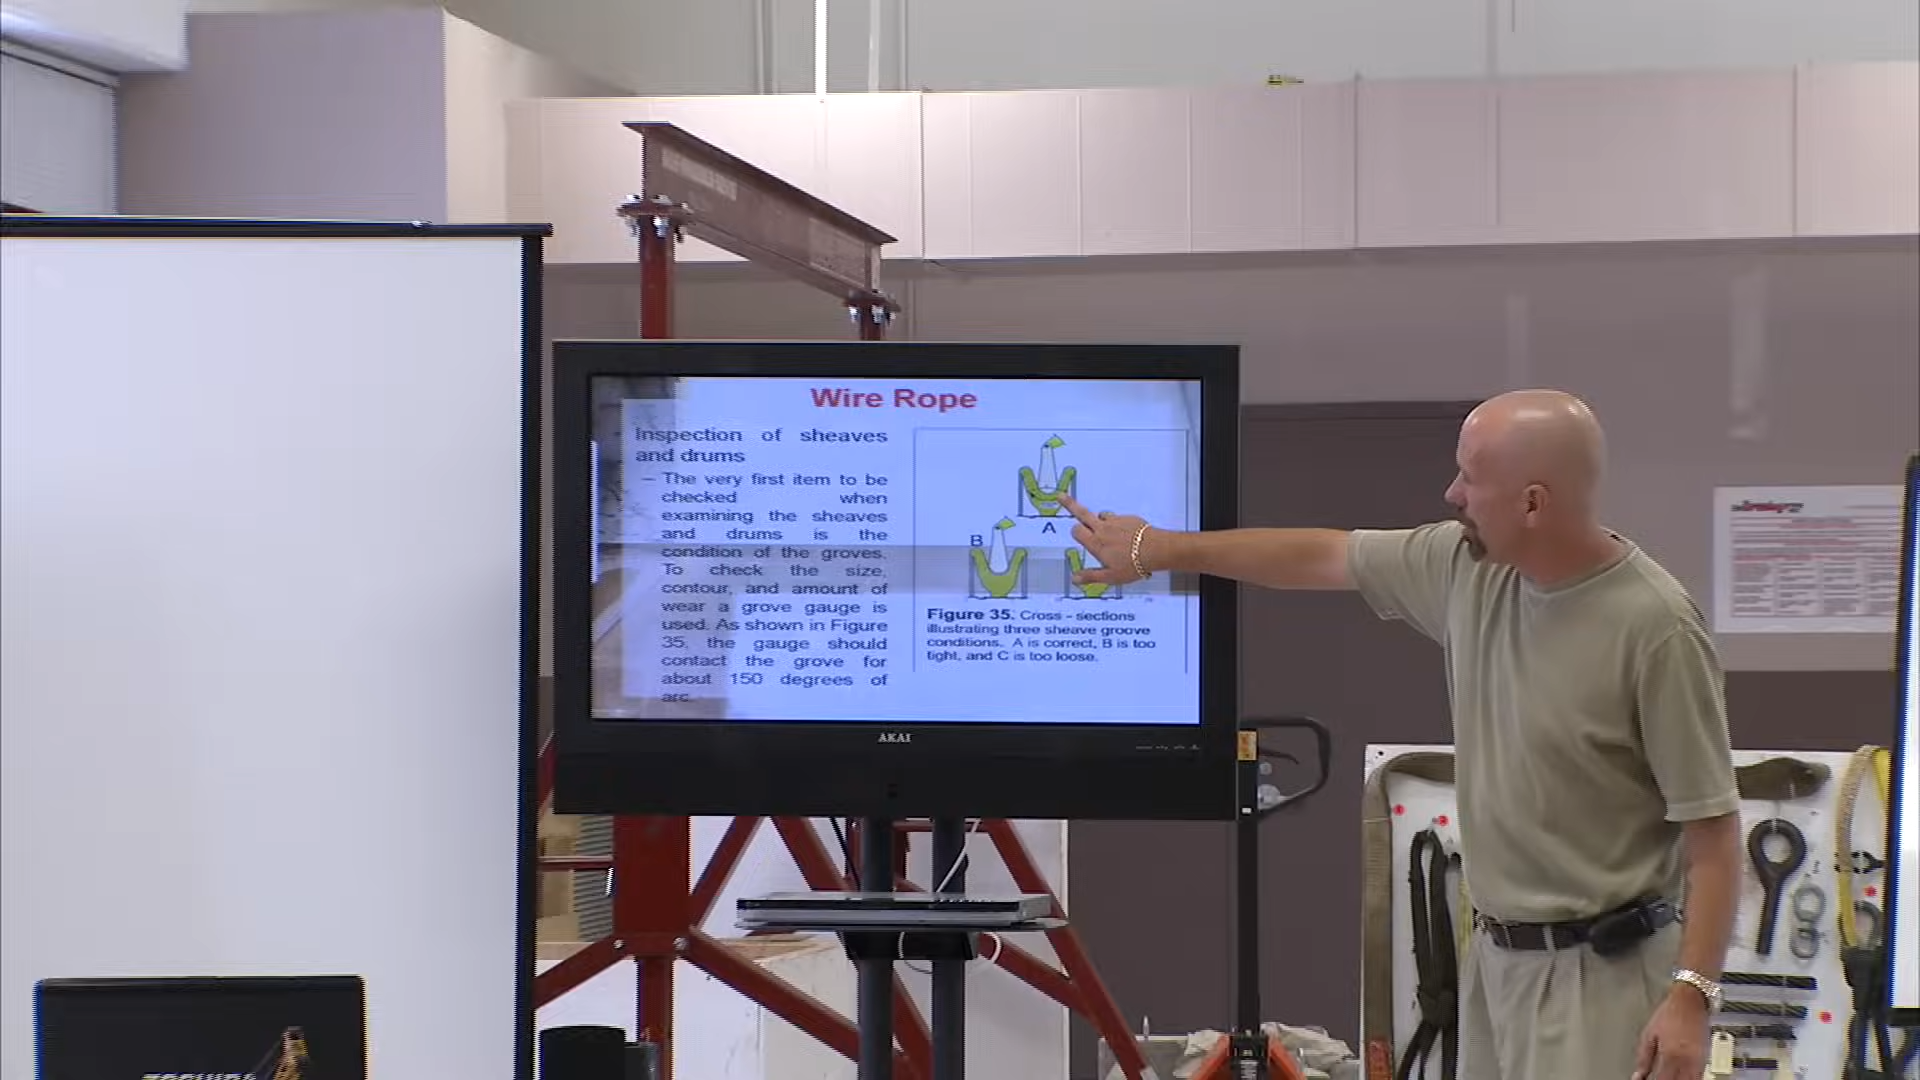 Wire Rope
Inspection of sheaves
and drums
– The very first item to be
checked when
examining the sheaves
and drums is the
condition of the groves.
To check the size,
contour, and amount of
wear a grove gauge is
used. As shown in Figure
35, the gauge should
contact the grove for
about 150 degrees of
arc.
A
B
Figure 35. Cross - sections
illustrating three sheave groove
conditions. A is correct, B is too
tight, and C is too loose.
AKAI
TOSHIBA